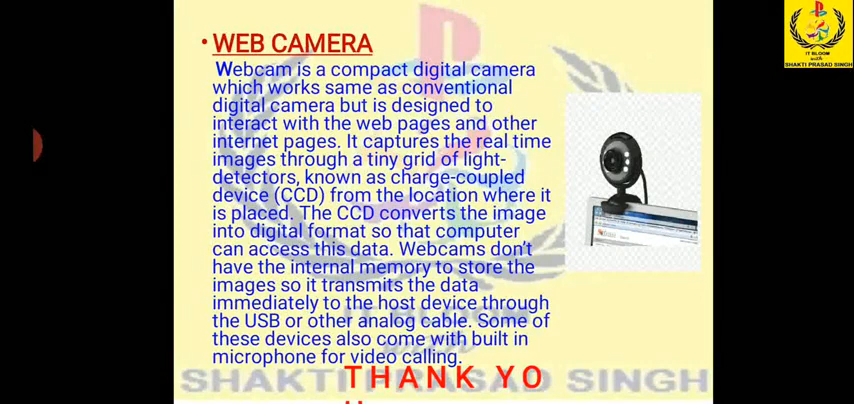 • WEB CAMERA
Webcam is a compact digital camera
which works same as conventional
digital camera but is designed to
interact with the web pages and other
internet pages. It captures the real time
images through a tiny grid of light-
detectors, known as charge-coupled
device (CCD) from the location where it
is placed. The CCD converts the image
into digital format so that computer
can access this data. Webcams don't
have the internal memory to store the
images so it transmits the data
immediately to the host device through
the USB or other analog cable. Some of
these devices also come with built in
microphone for video calling.
THANK YO
IT BLOOM
with
SHAKTI PRASAD SINGH
IT BLOOM
with
SHAKTI PRASAD SINGH